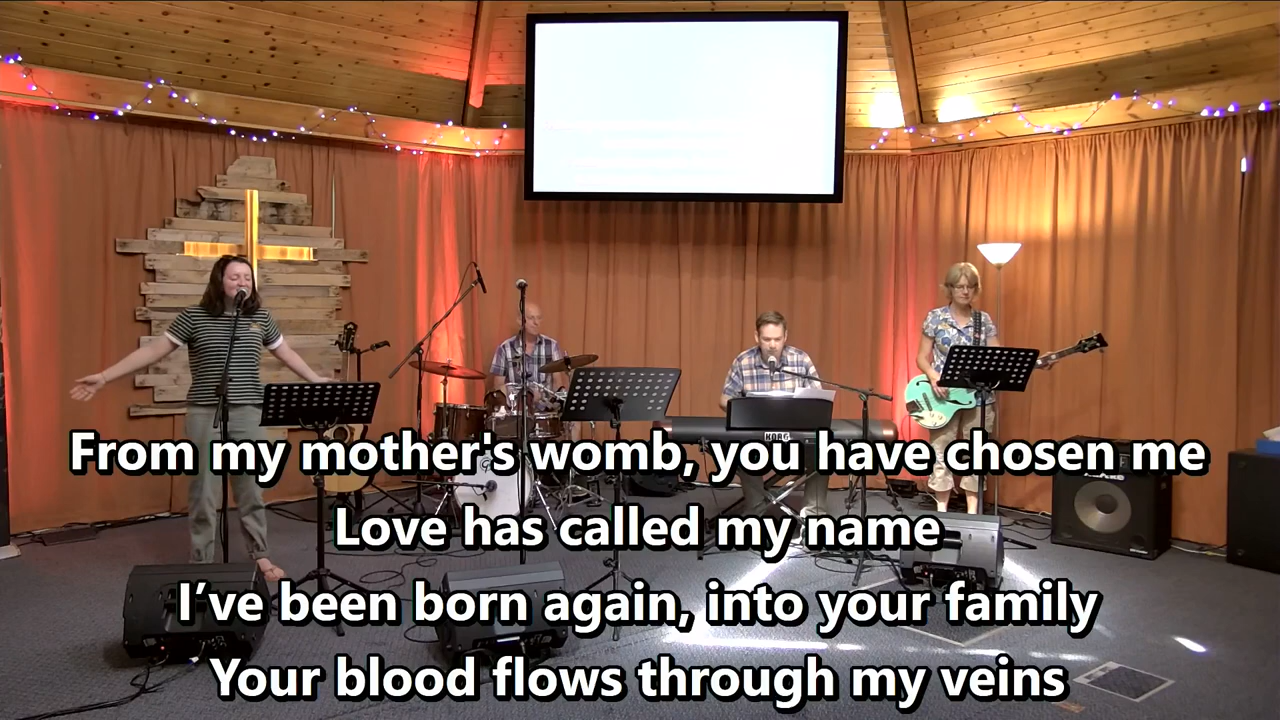 KORG
From my mother's womb, you have chosen me
Love has called my name
I’ve been born again, into your family
Your blood flows through my veins